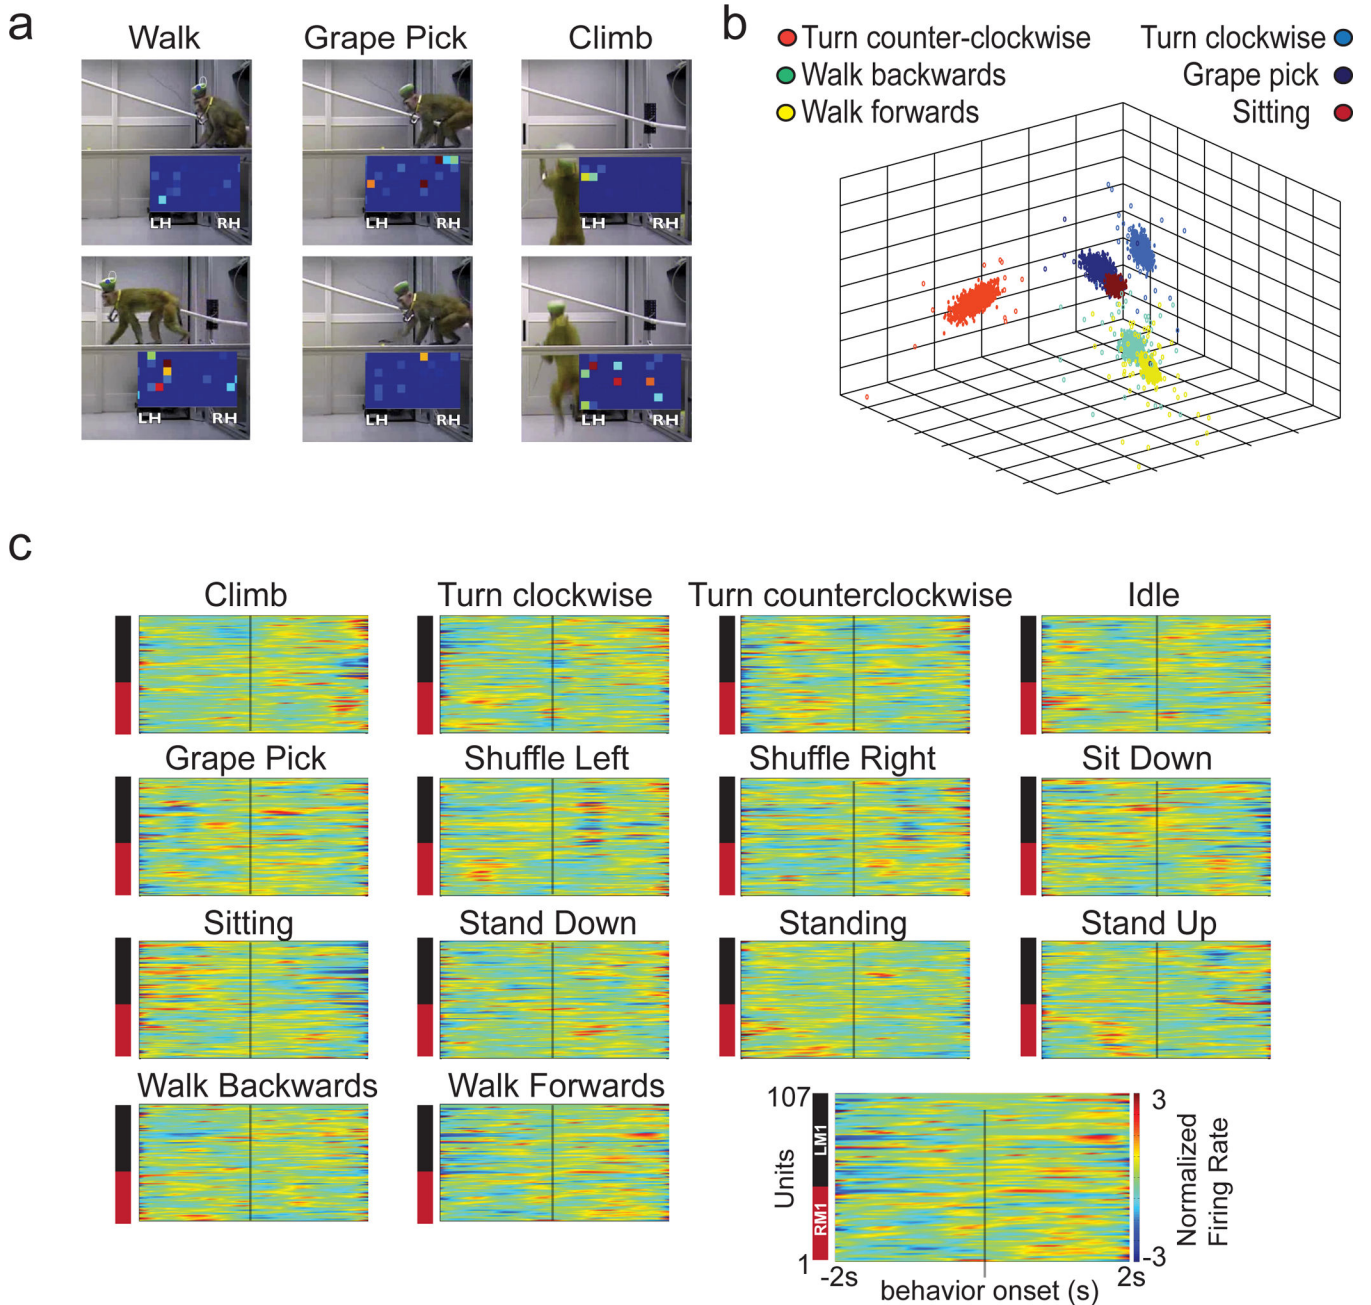 a
Walk
Grape Pick
Climb
LH RH
LH RH
LH RH
LH RH
LH RH
LH RH
b
Turn counter-clockwise
Turn clockwise
Walk backwards
Grape pick
Walk forwards
Sitting
c
Climb
Turn clockwise
Turn counterclockwise
Idle
Grape Pick
Shuffle Left
Shuffle Right
Sit Down
Sitting
Stand Down
Standing
Stand Up
Walk Backwards
Walk Forwards
107
Units
1
LM1
RM1
-2s
behavior onset (s)
2s
3
-3
Normalized
Firing Rate